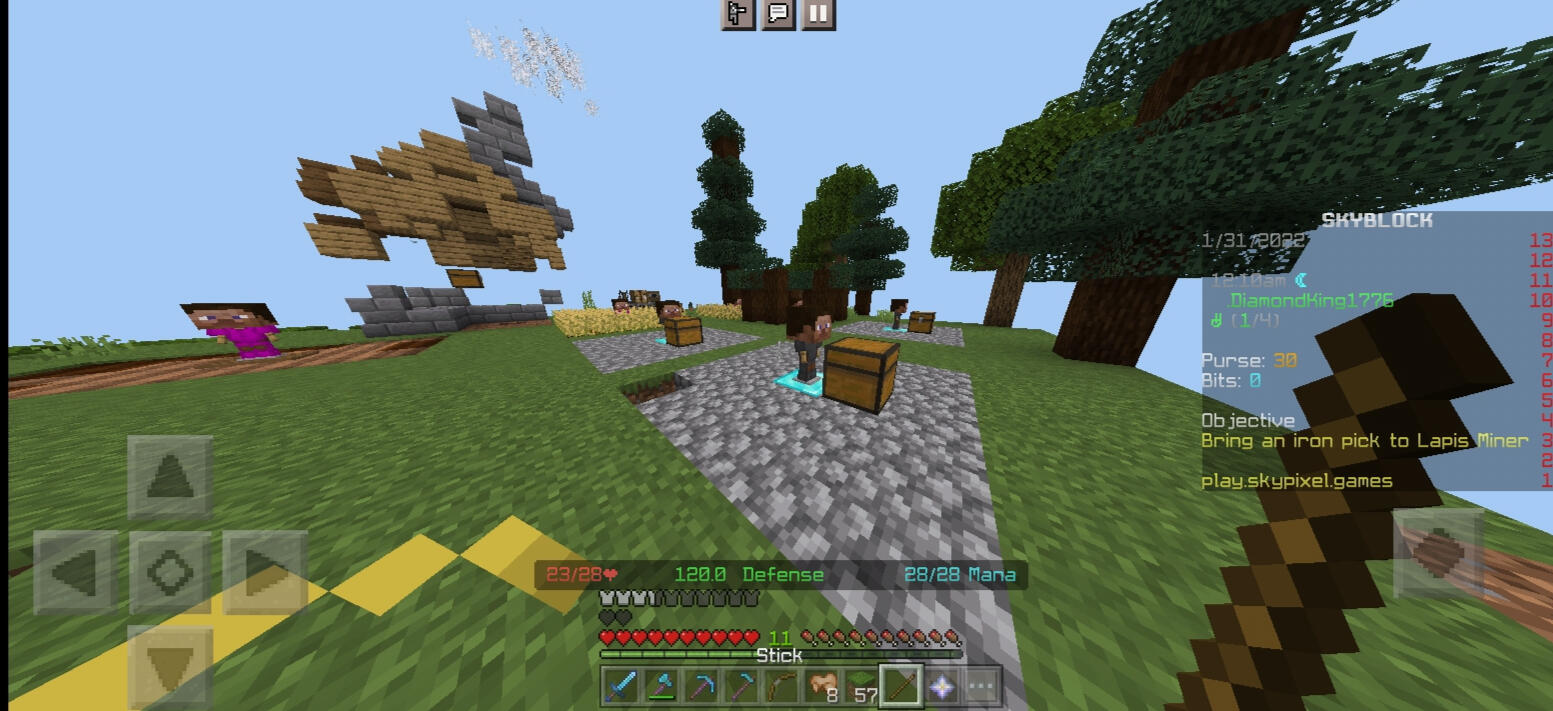 SKYBLOCK
1/31/2022 13
12
12:10am 11
_DiamondKing1776 10
(1/4) 9
8
Purse: 30 7
Bits: 0 6
5
Objective 4
Bring an iron pick to Lapis Miner 3
2
play.skypixel.games 1
23/28 120.0 Defense 28/28 Mana
11
Stick
8 57